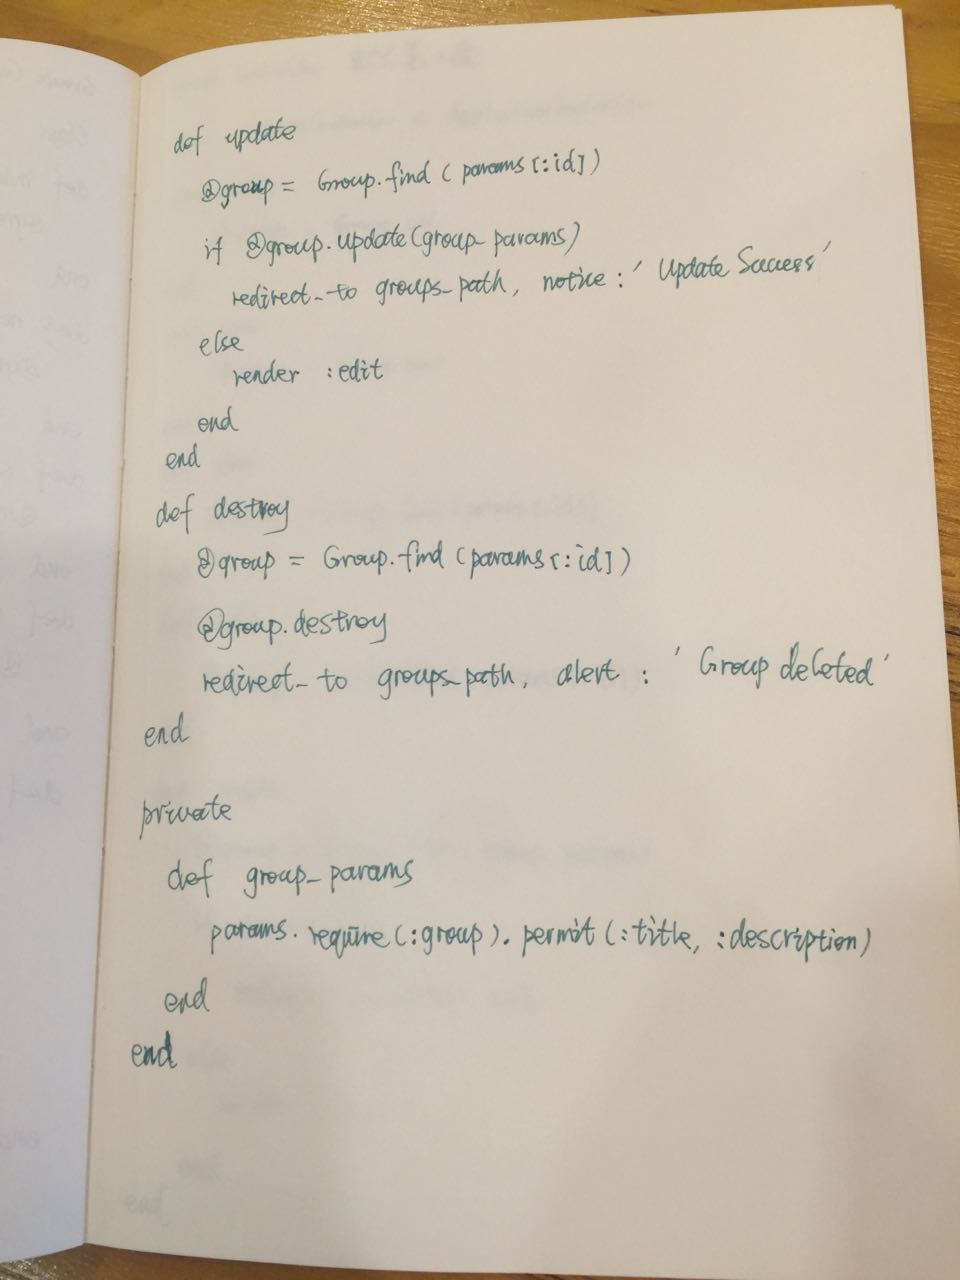 def update
@group = Group.find (params[:id])
if @group.update(group_params)
redirect_to groups_path, notice: 'Update Success'
else
render :edit
end
end
def destroy
@group = Group.find (params[:id])
@group.destroy
redirect_to groups_path, alert: 'Group deleted'
end
private
def group_params
params.require(:group).permit(:title, :description)
end
end